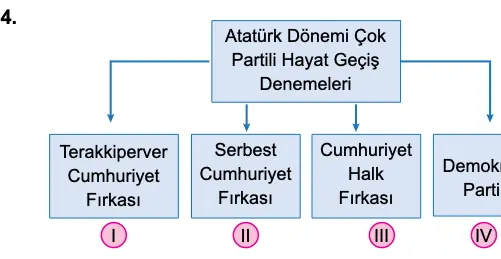 4.
Atatürk Dönemi Çok
Partili Hayat Geçiş
Denemeleri
Terakkiperver
Cumhuriyet
Fırkası
I
Serbest
Cumhuriyet
Fırkası
II
Cumhuriyet
Halk
Fırkası
III
Parti
IV